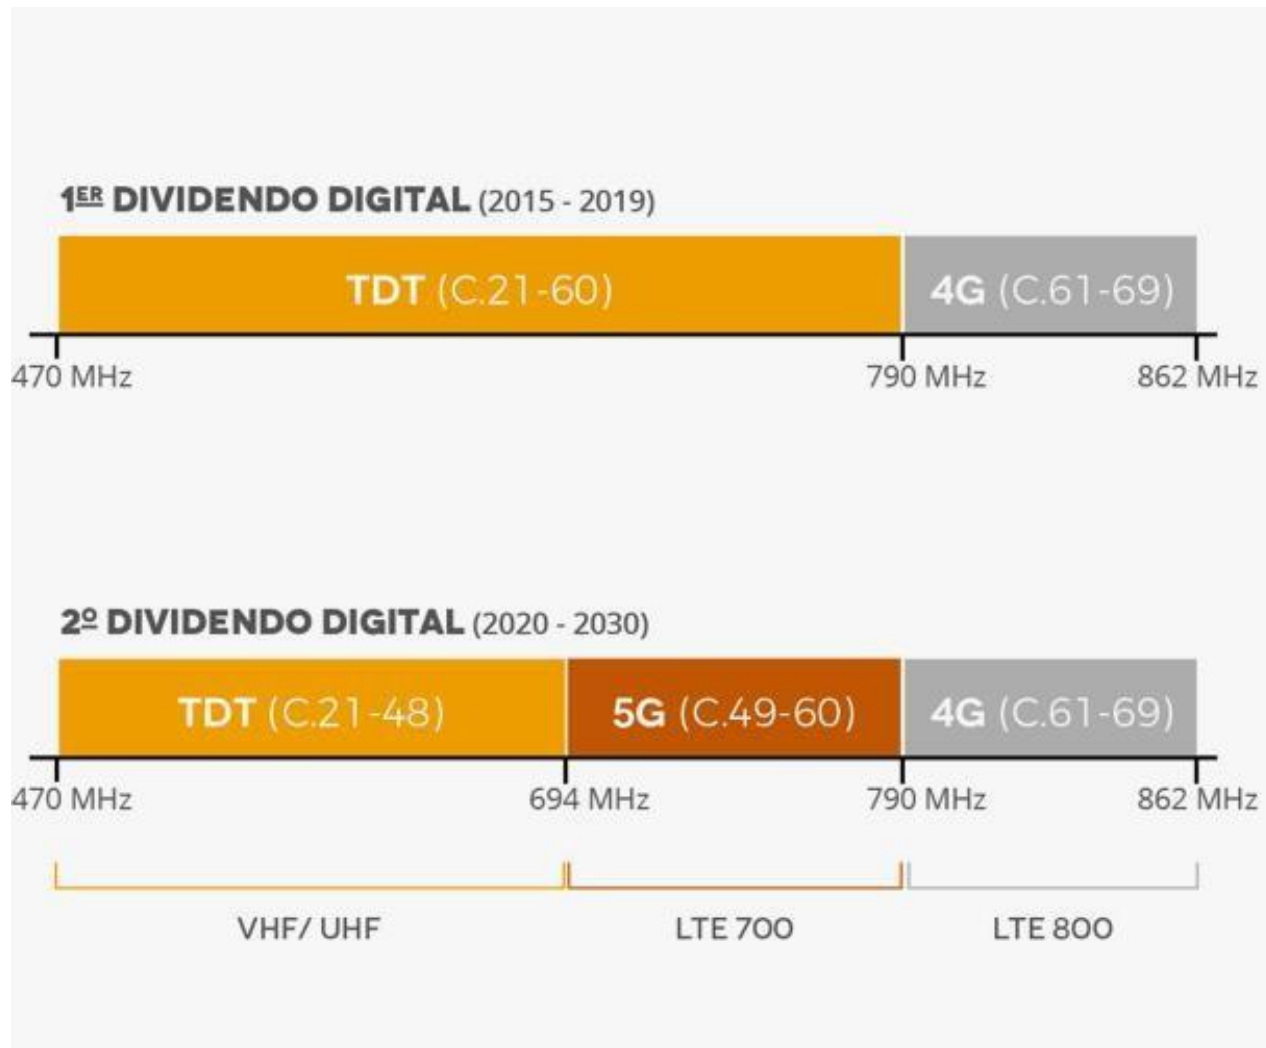 1ER DIVIDENDO DIGITAL (2015 - 2019)
TDT (C.21-60) 4G (C.61-69)
470 MHz 790 MHz 862 MHz
2º DIVIDENDO DIGITAL (2020 - 2030)
TDT (C.21-48) 5G (C.49-60) 4G (C.61-69)
470 MHz 694 MHz 790 MHz 862 MHz
VHF/ UHF LTE 700 LTE 800